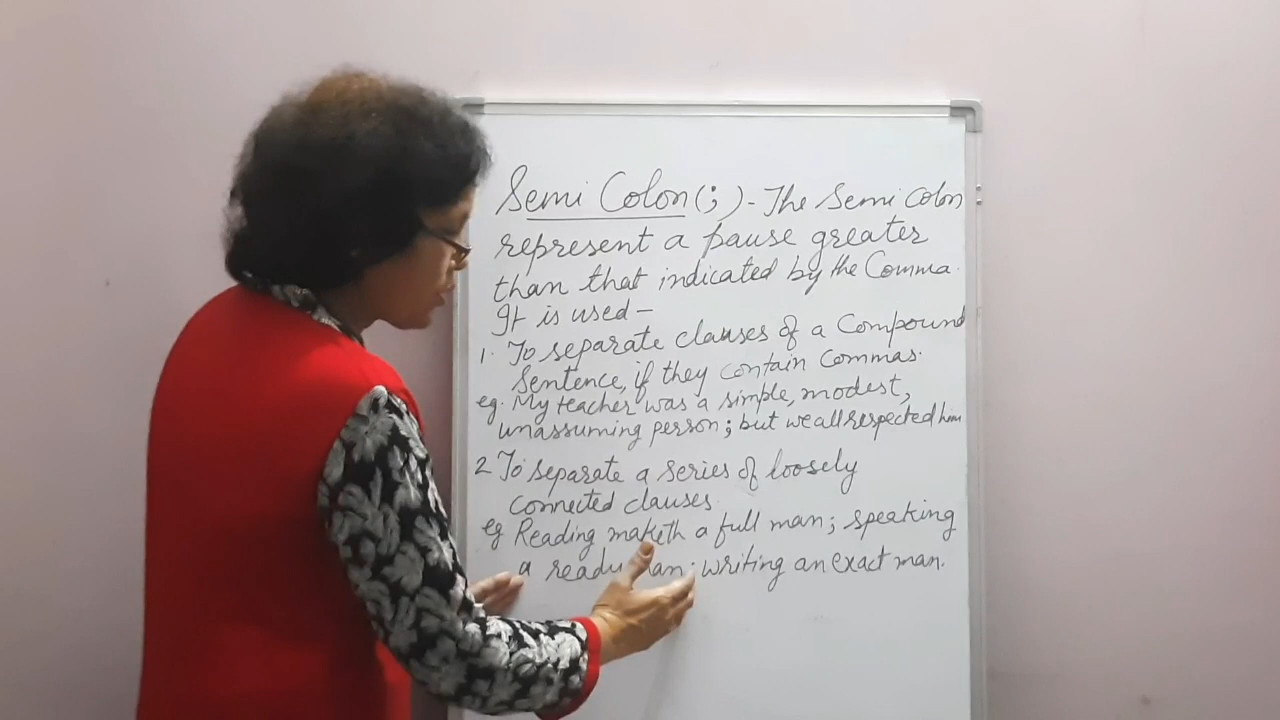 Semi Colon (;) - The Semi Colon
represent a pause greater
than that indicated by the Comma.
It is used -
1. To separate clauses of a Compound
Sentence, if they contain Commas.
eg. My teacher was a simple, modest,
unassuming person; but we all respected him
2 To separate a series of loosely
Connected clauses.
eg Reading maketh a full man; speaking
a ready man; writing an exact man.